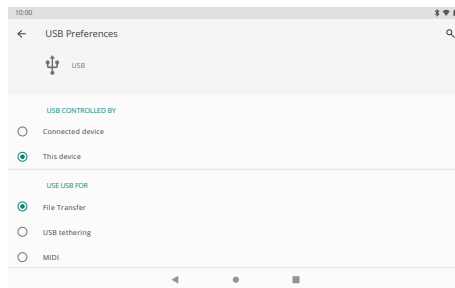 10:00
USB Preferences
USB
USB CONTROLLED BY
Connected device
This device
USE USB FOR
File Transfer
USB tethering
MIDI